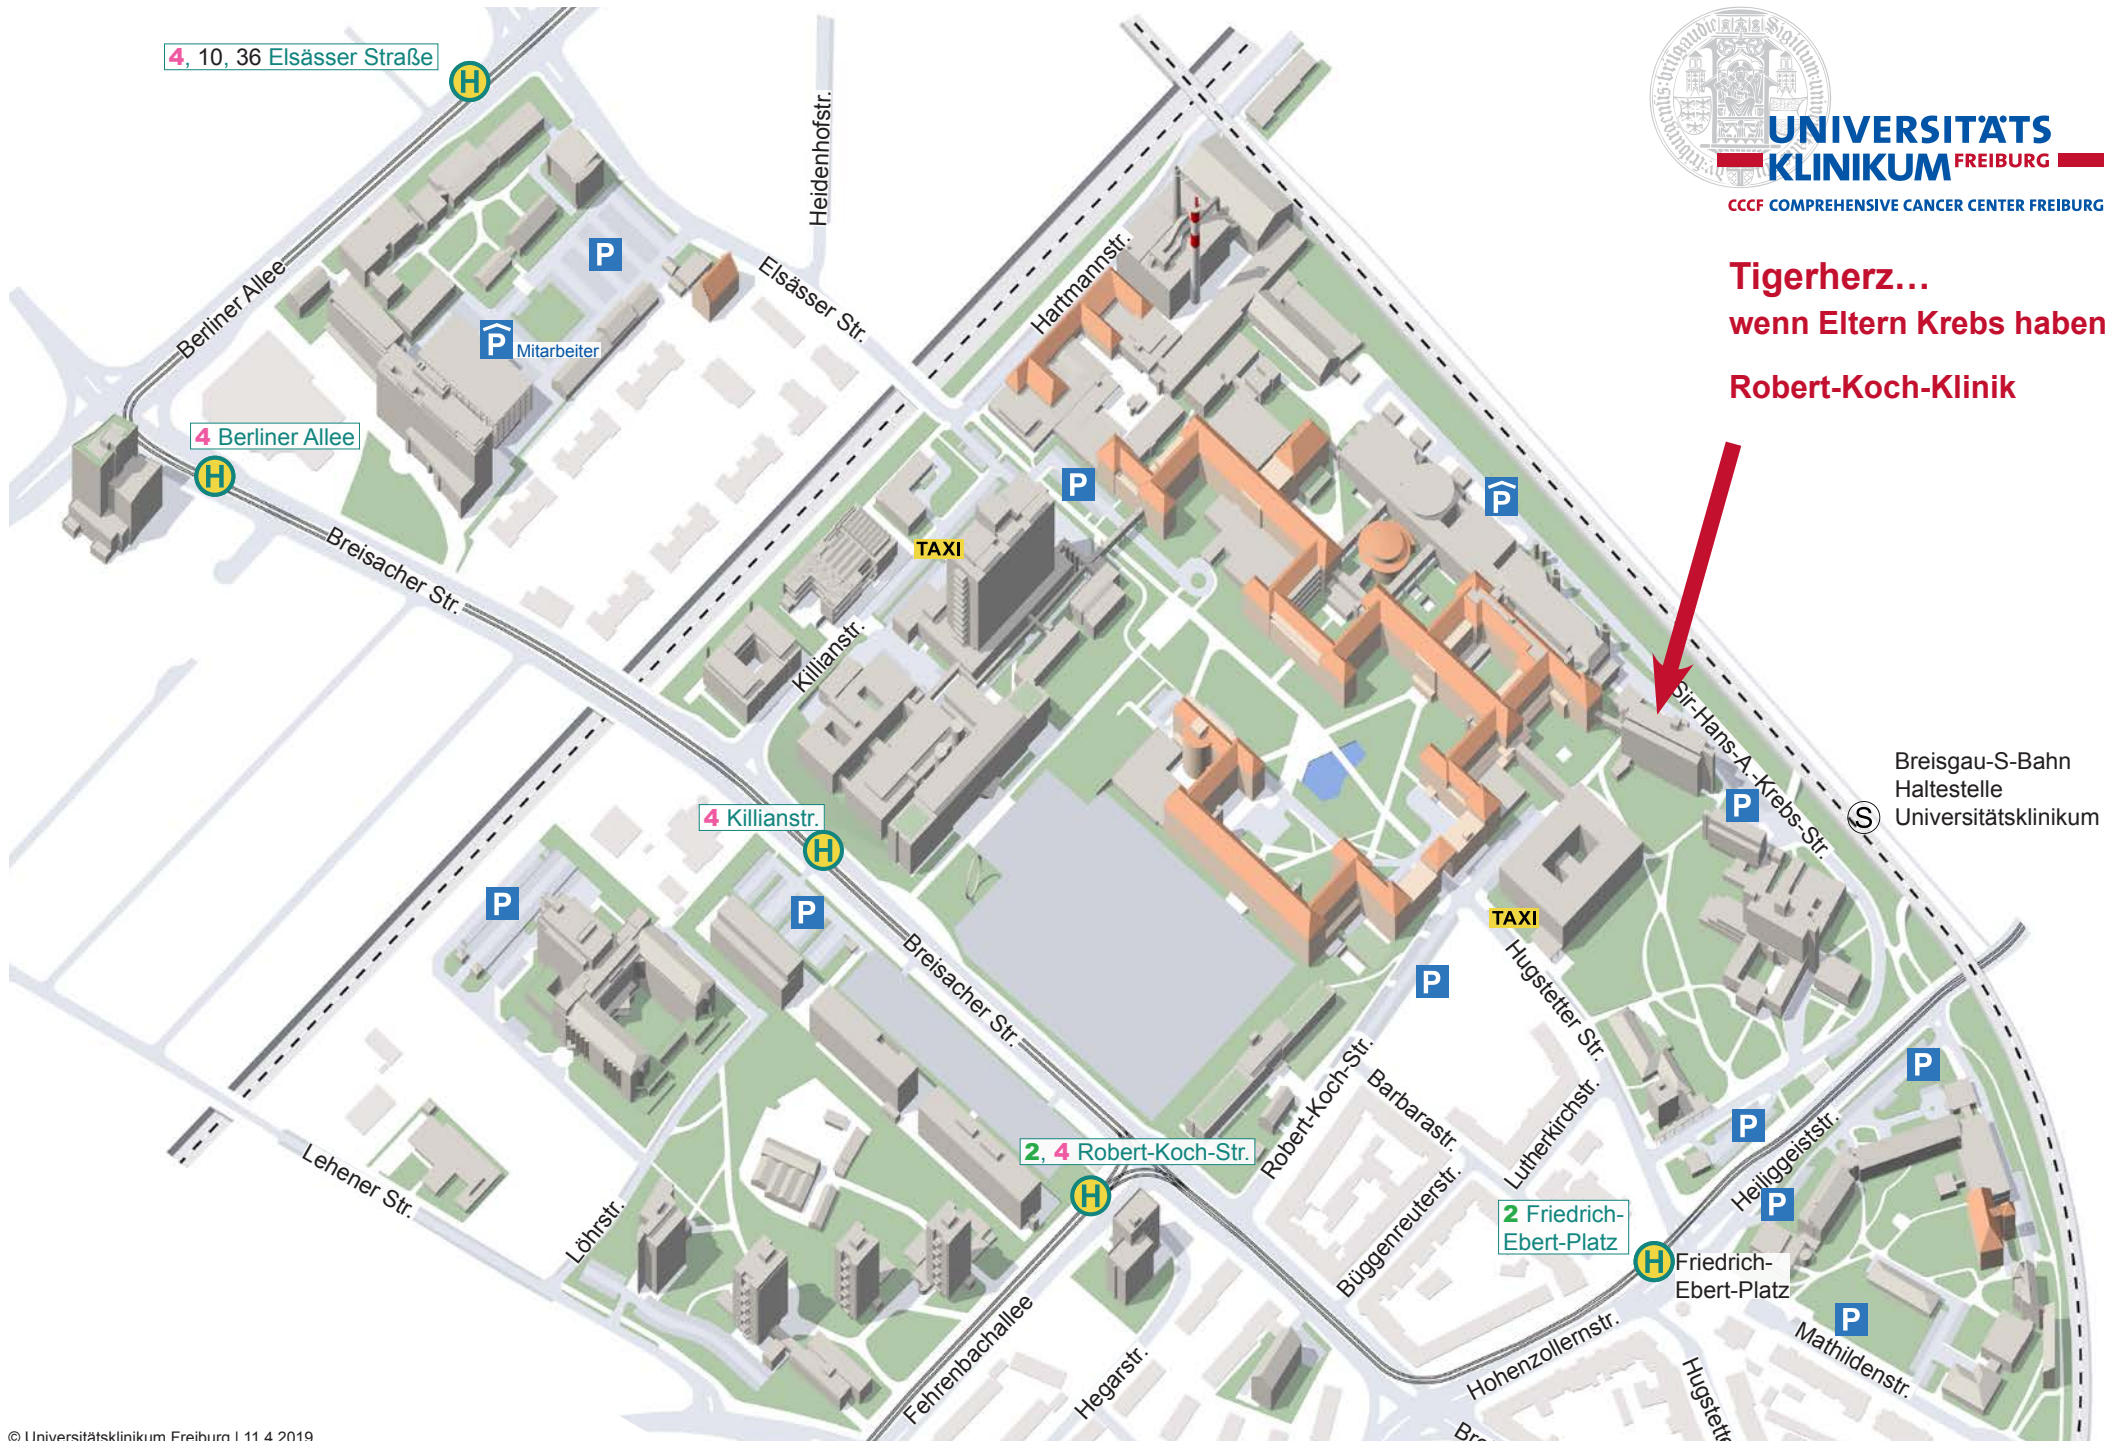 4, 10, 36 Elsässer Straße
H
Heidenhofstr.
UNIVERSITÄTS
KLINIKUM FREIBURG
CCCF COMPREHENSIVE CANCER CENTER FREIBURG
Tigerherz...
wenn Eltern Krebs haben
Robert-Koch-Klinik
P
Hartmannstr.
Elsässer Str.
Berliner Allee
P Mitarbeiter
4 Berliner Allee
H
P
P
Breisacher Str.
TAXI
Killianstr.
Sir-Hans-A.-Krebs-Str.
Breisgau-S-Bahn
Haltestelle
Universitätsklinikum
S
P
4 Killianstr.
H
P
P
Breisacher Str.
TAXI
Hugstetter Str.
P
Robert-Koch-Str.
Barbarastr.
Lutherkirchstr.
P
P
Heiliggeiststr.
2, 4 Robert-Koch-Str.
H
Lehener Str.
Löhrstr.
Büggenreuterstr.
P
2 Friedrich-
Ebert-Platz
H
Friedrich-
Ebert-Platz
P
Mathildenstr.
Hohenzollernstr.
Fehrenbachallee
Hegarstr.
Hugstette
Bre
© Universitätsklinikum Freiburg | 11.4.2019